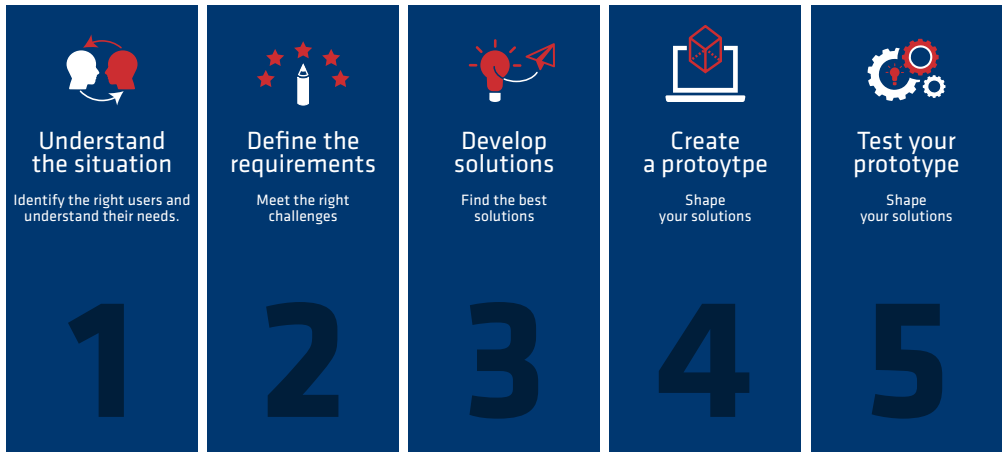 Understand
the situation
Identify the right users and
understand their needs.
1
Define the
requirements
Meet the right
challenges
2
Develop
solutions
Find the best
solutions
3
Create
a protoytpe
Shape
your solutions
4
Test your
prototype
Shape
your solutions
5